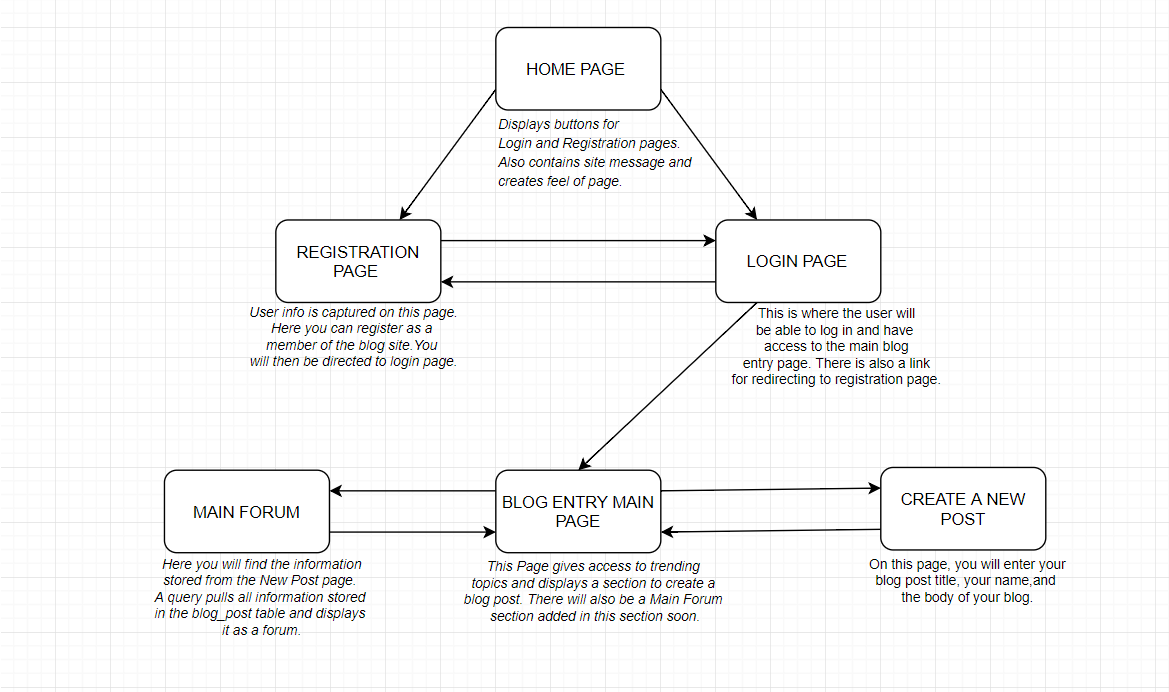 HOME PAGE
Displays buttons for
Login and Registration pages.
Also contains site message and
creates feel of page.
REGISTRATION
PAGE
User info is captured on this page.
Here you can register as a
member of the blog site.You
will then be directed to login page.
LOGIN PAGE
This is where the user will
be able to log in and have
access to the main blog
entry page. There is also a link
for redirecting to registration page.
MAIN FORUM
Here you will find the information
stored from the New Post page.
A query pulls all information stored
in the blog_post table and displays
it as a forum.
BLOG ENTRY MAIN
PAGE
This Page gives access to trending
topics and displays a section to create a
blog post. There will also be a Main Forum
section added in this section soon.
CREATE A NEW
POST
On this page, you will enter your
blog post title, your name,and
the body of your blog.